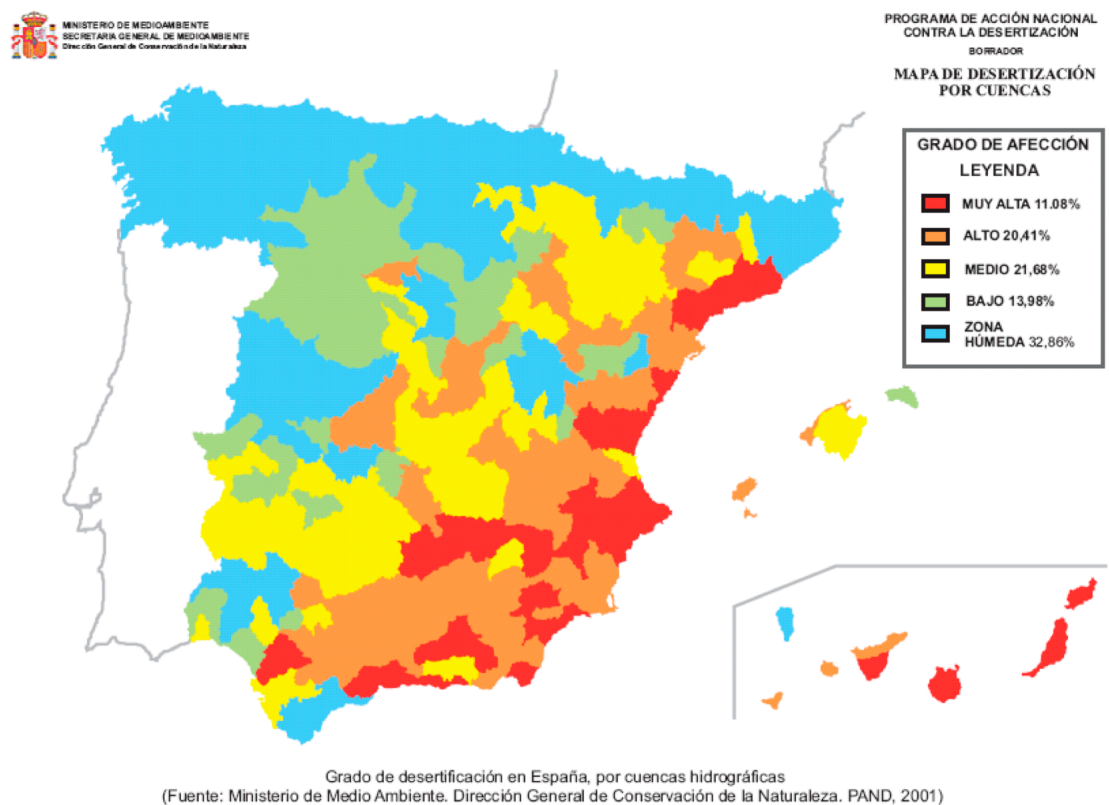 MINISTERIO DE MEDIOAMBIENTE
SECRETARIA GENERAL DE MEDIOAMBIENTE
Dirección General de Conservación de la Naturaleza
PROGRAMA DE ACCIÓN NACIONAL
CONTRA LA DESERTIZACIÓN
BORRADOR
MAPA DE DESERTIZACIÓN
POR CUENCAS
GRADO DE AFECCIÓN
LEYENDA
MUY ALTA 11.08%
ALTO 20,41%
MEDIO 21,68%
BAJO 13,98%
ZONA
HÚMEDA 32,86%
Grado de desertificación en España, por cuencas hidrográficas
(Fuente: Ministerio de Medio Ambiente. Dirección General de Conservación de la Naturaleza. PAND, 2001)